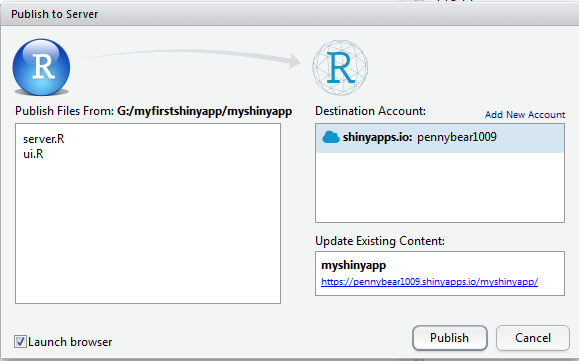 Publish to Server
R
R
Publish Files From: G:/myfirstshinyapp/myshinyapp
server.R
ui.R
Destination Account:
Add New Account
shinyapps.io: pennybear1009
Update Existing Content:
myshinyapp
https://pennybear1009.shinyapps.io/myshinyapp/
Launch browser
Publish
Cancel